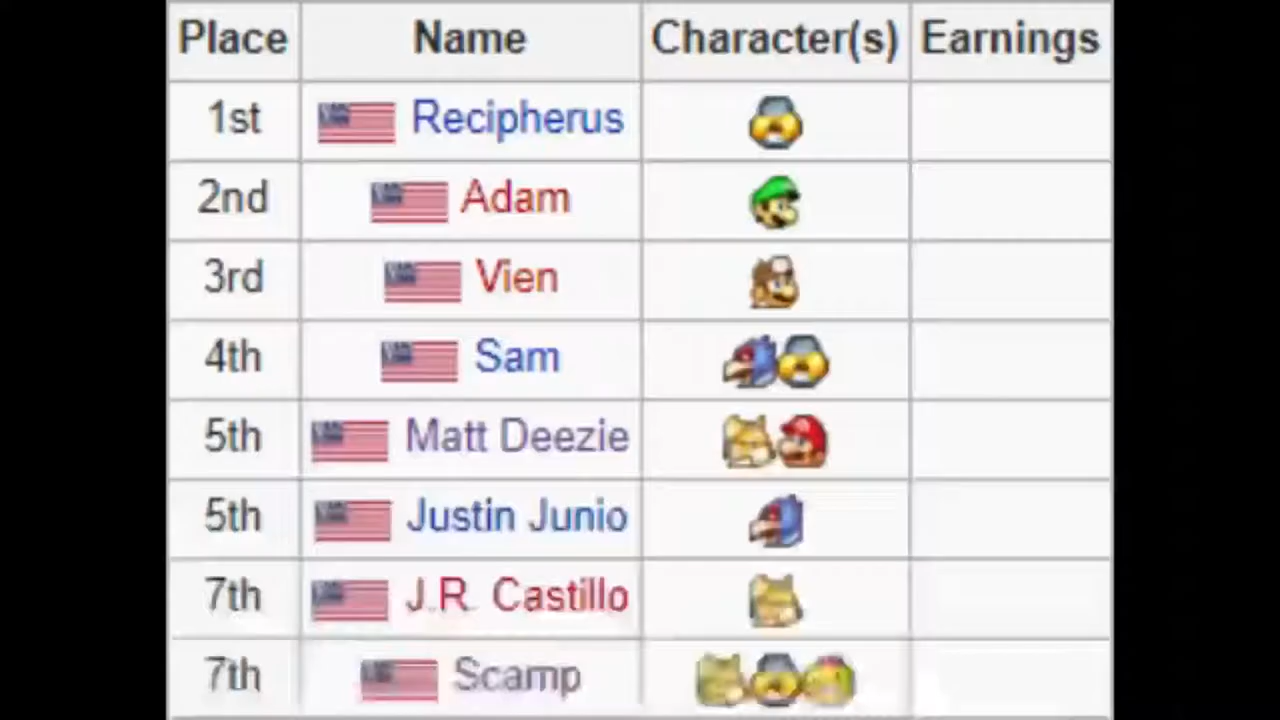 Place Name Character(s) Earnings
1st Recipherus
2nd Adam
3rd Vien
4th Sam
5th Matt Deezie
5th Justin Junio
7th J.R. Castillo
7th Scamp